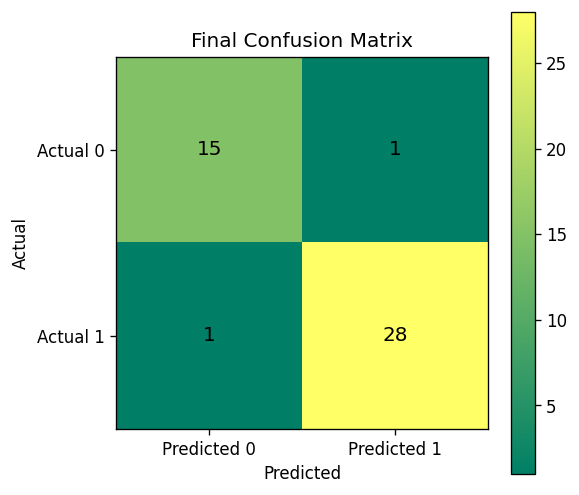 Final Confusion Matrix
Actual 0
15
1
Actual 1
1
28
Predicted 0
Predicted 1
Predicted
Actual
25
20
15
10
5